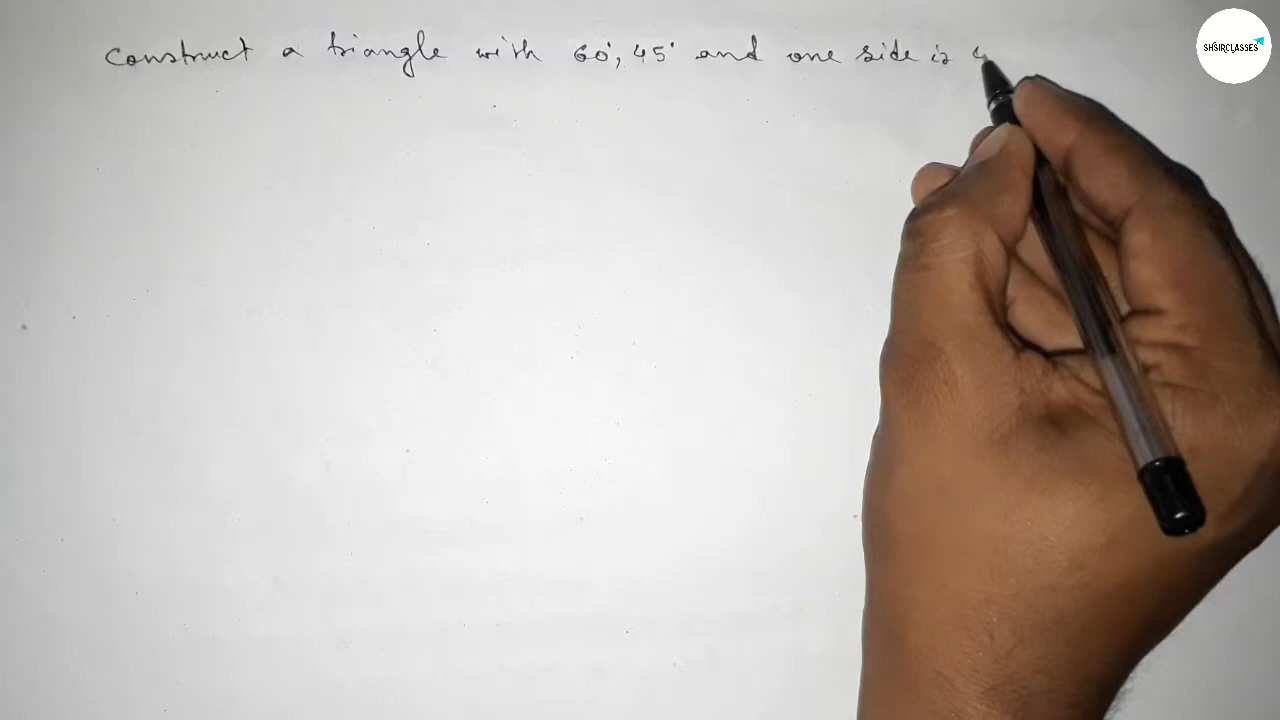 construct a triangle with 60°, 45° and one side is
SHSIRCLASSES